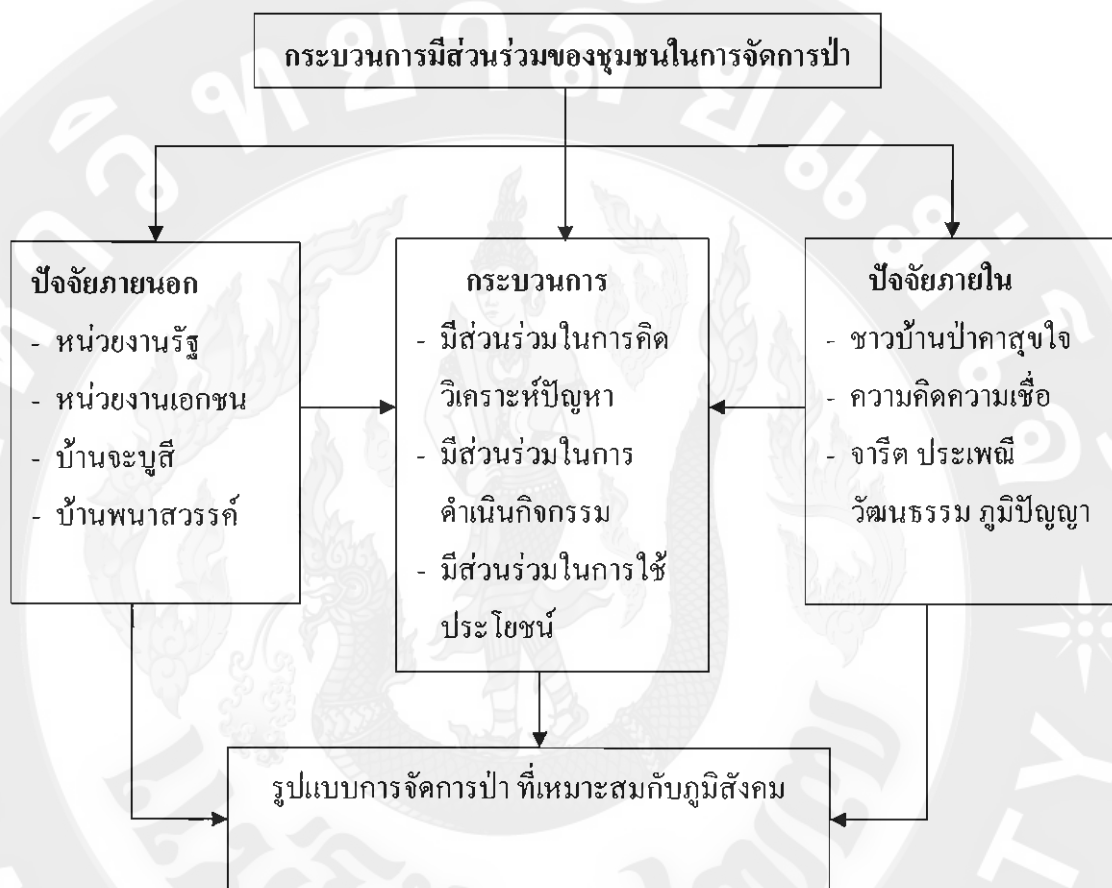 กระบวนการมีส่วนร่วมของชุมชนในการจัดการป่า
ปัจจัยภายนอก
- หน่วยงานรัฐ
- หน่วยงานเอกชน
- บ้านจะบูสี
- บ้านพนาสวรรค์
กระบวนการ
- มีส่วนร่วมในการคิด
วิเคราะห์ปัญหา
- มีส่วนร่วมในการ
ดำเนินกิจกรรม
- มีส่วนร่วมในการใช้
ประโยชน์
ปัจจัยภายใน
- ชาวบ้านป่าคาสุขใจ
- ความคิดความเชื่อ
- จารีต ประเพณี
วัฒนธรรม ภูมิปัญญา
รูปแบบการจัดการป่า ที่เหมาะสมกับภูมิสังคม